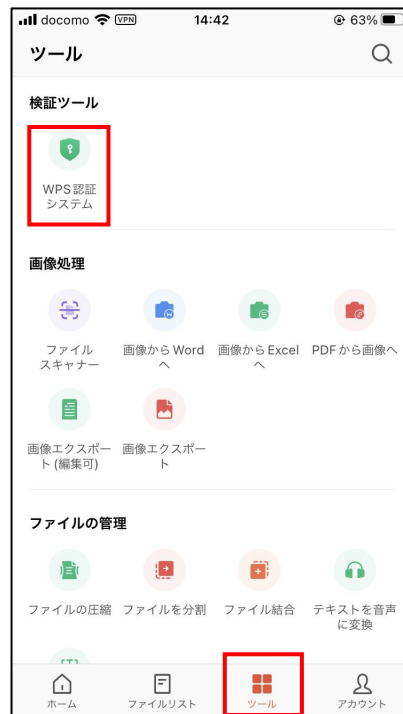 docomo VPN 14:42 63%
ツール
検証ツール
WPS認証
システム
画像処理
ファイル
スキャナー
画像からWord
へ
画像からExcel
へ
PDFから画像へ
画像エクスポー
ト(編集可)
画像エクスポー
ト
ファイルの管理
ファイルの圧縮
ファイルを分割
ファイル結合
テキストを音声
に変換
ホーム
ファイルリスト
ツール
アカウント